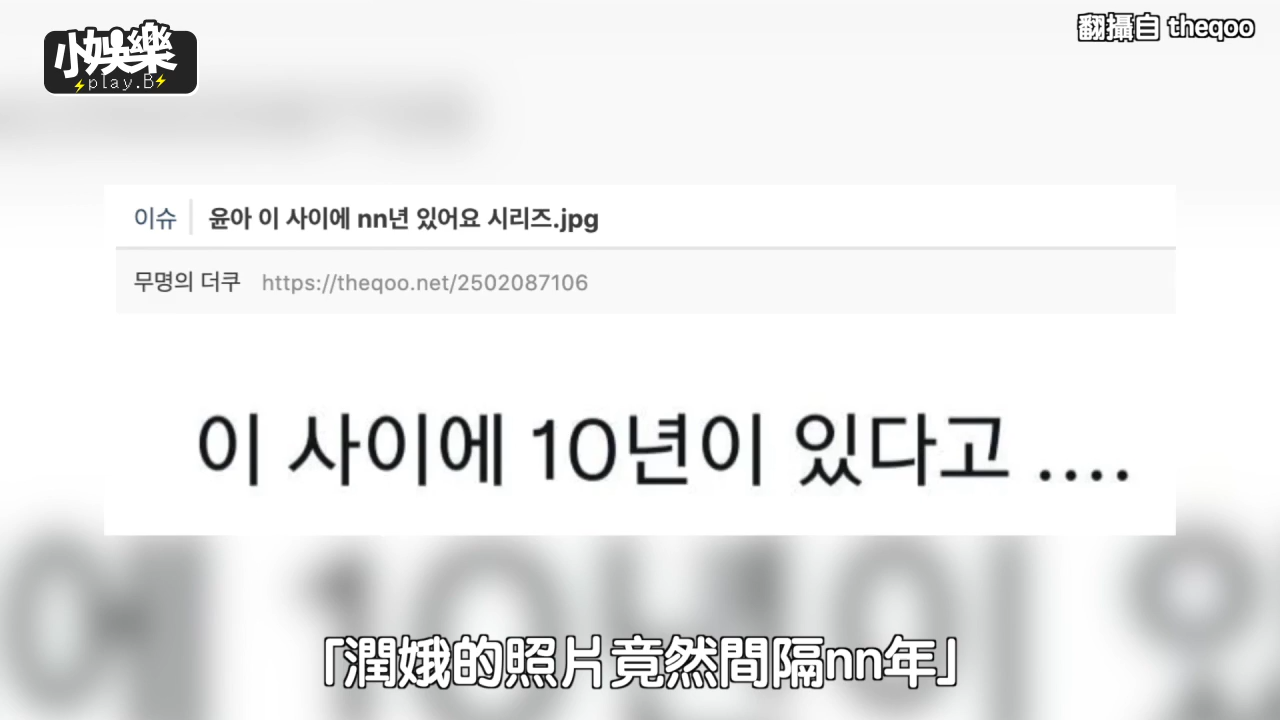 小娛樂
play.B
翻攝自 theqoo
이슈 윤아 이 사이에 nn년 있어요 시리즈.jpg
무명의 더쿠 https://theqoo.net/2502087106
이 사이에 10년이 있다고 ....
「潤娥的照片竟然間隔nn年」